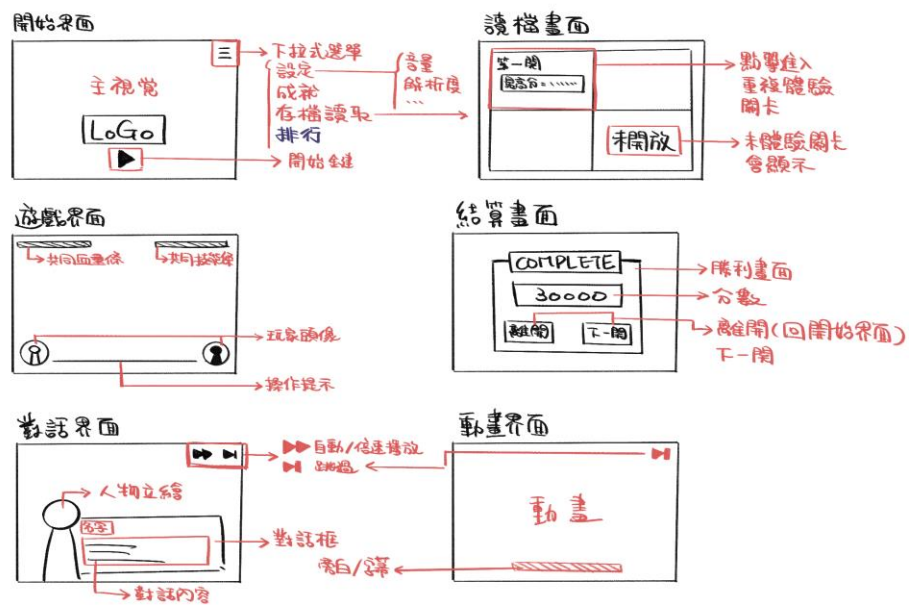 開始界面
下拉式選單
設定
成就
存檔讀取
排行
音量
解析度
...
主視覺
LoGo
開始鍵
讀檔畫面
第一關
最高分:......
點擊進入
重複體驗
關卡
未開放
未體驗關卡
會顯示
遊戲界面
共同血量條
共同技能條
玩家頭像
操作提示
結算畫面
COMPLETE
30000
離開
下一關
勝利畫面
分數
離開(回開始界面)
下一關
對話界面
自動/倍速播放
跳過
人物立繪
名字
對話框
對話內容
動畫界面
動畫
旁白/字幕